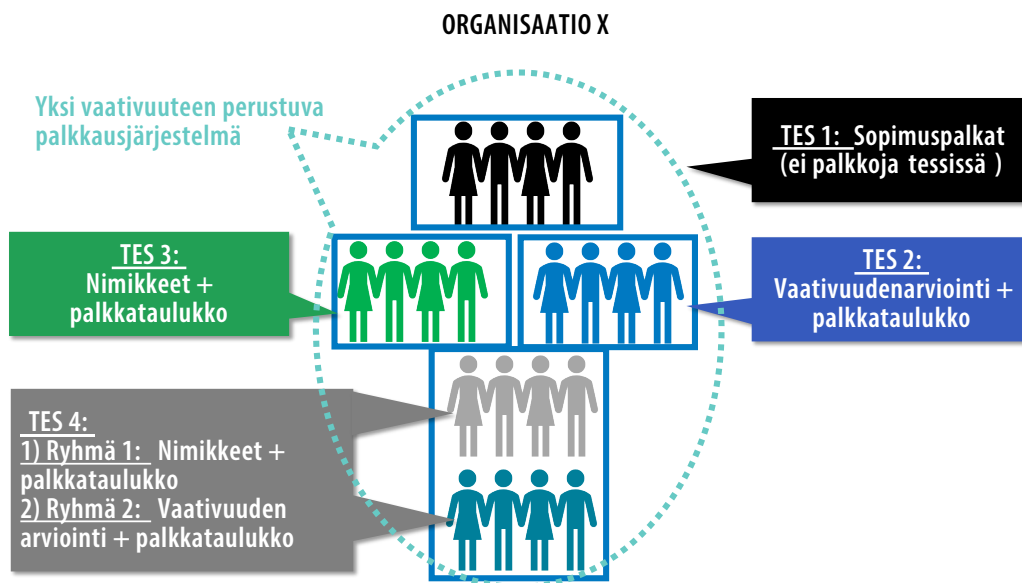 ORGANISAATIO X
Yksi vaativuuteen perustuva
palkkausjärjestelmä
TES 1: Sopimuspalkat
(ei palkkoja tessissä )
TES 3:
Nimikkeet +
palkkataulukko
TES 2:
Vaativuudenarviointi +
palkkataulukko
TES 4:
1) Ryhmä 1: Nimikkeet +
palkkataulukko
2) Ryhmä 2: Vaativuuden
arviointi + palkkataulukko